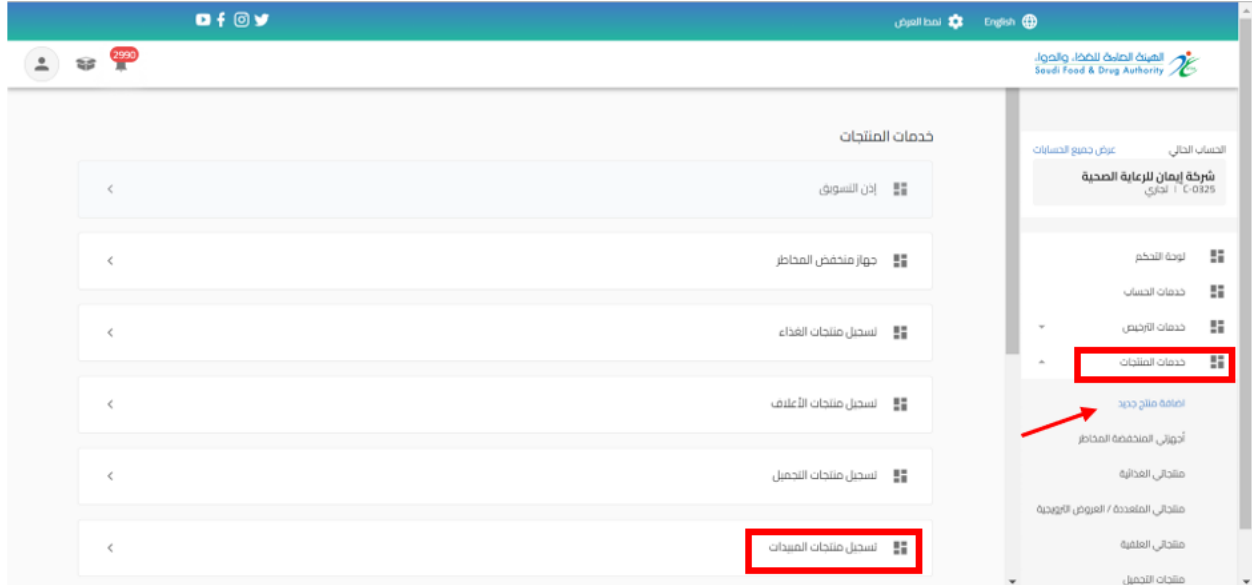 English
نمط العرض
الهيئة العامة للغذاء والدواء
Saudi Food & Drug Authority
2990
الحساب الحالي
عرض جميع الحسابات
شركة إيمان للرعاية الصحية
C-0325 | تجاري
لوحة التحكم
خدمات الحساب
خدمات الترخيص
خدمات المنتجات
اضافة منتج جديد
أجهزتي المنخفضة المخاطر
منتجاتي الغذائية
منتجاتي المتعددة / العروض الترويجية
منتجاتي العلفية
منتجات التجميل
خدمات المنتجات
إذن التسويق
جهاز منخفض المخاطر
تسجيل منتجات الغذاء
تسجيل منتجات الأعلاف
تسجيل منتجات التجميل
تسجيل منتجات المبيدات